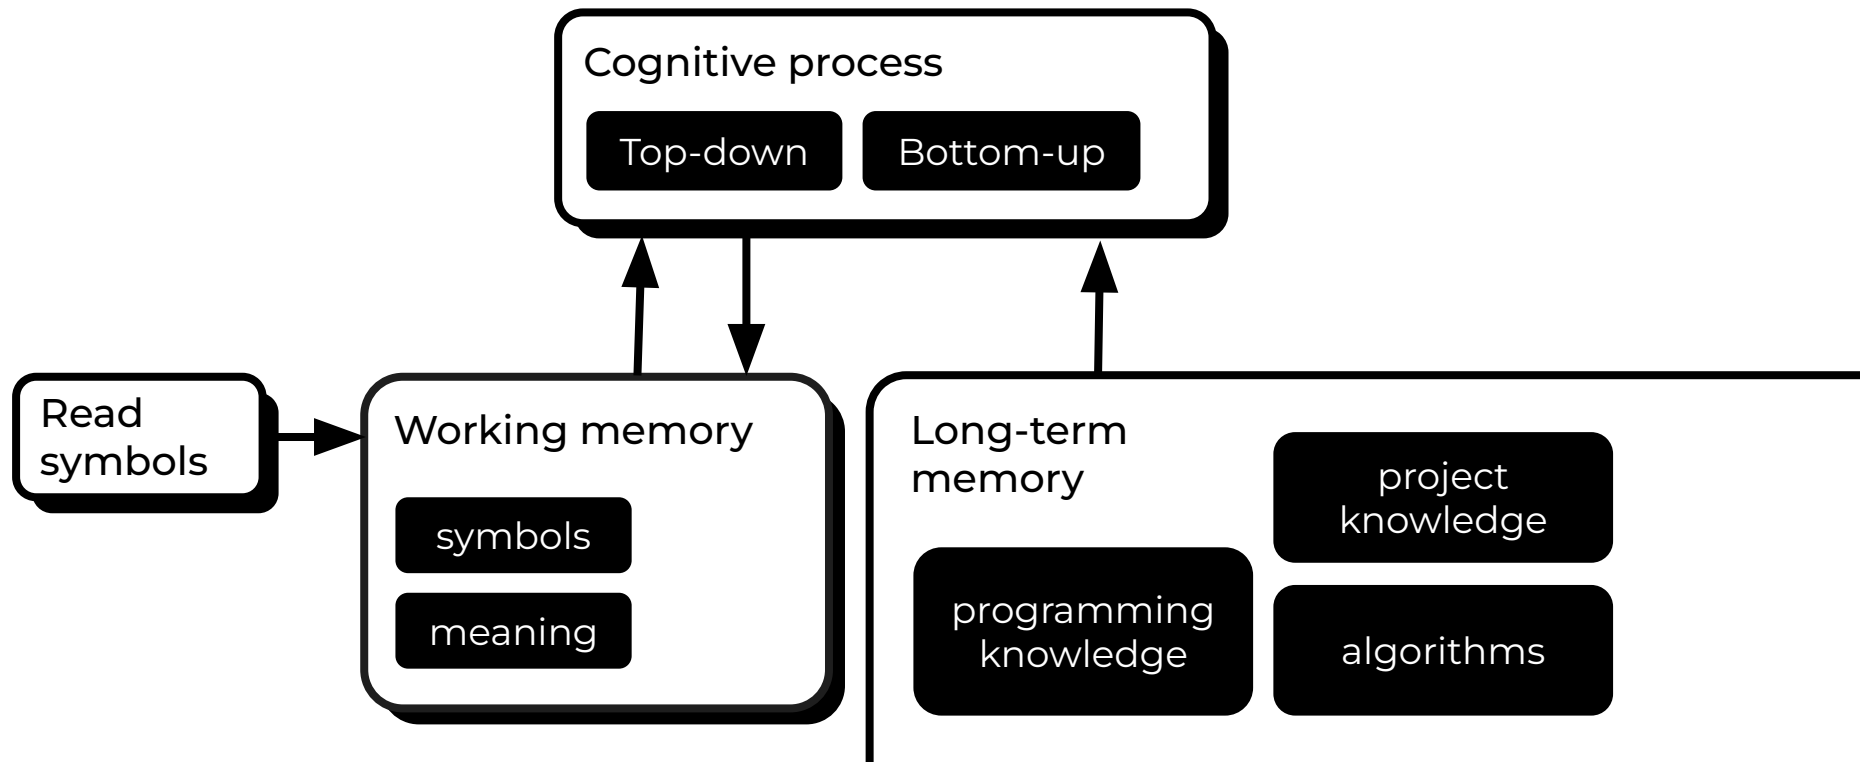 Cognitive process
Top-down
Bottom-up
Read
symbols
Working memory
symbols
meaning
Long-term
memory
project
knowledge
programming
knowledge
algorithms